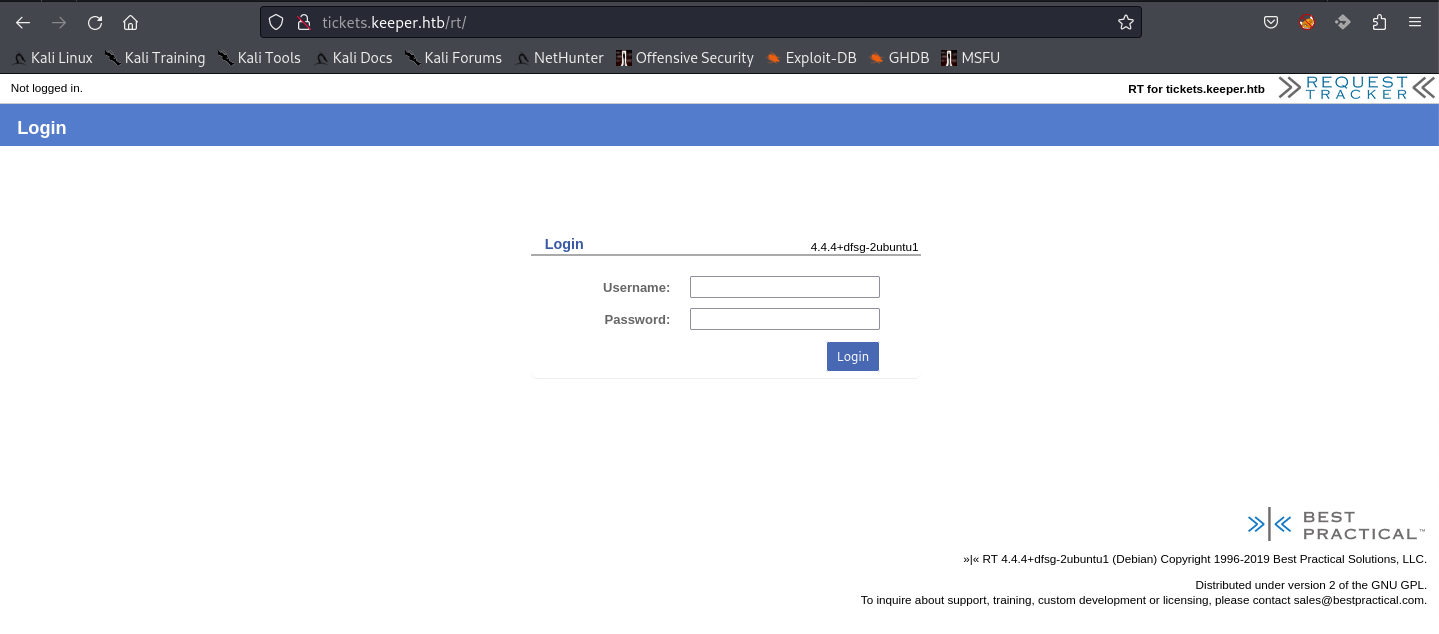 tickets.keeper.htb/rt/
Kali Linux Kali Training Kali Tools Kali Docs Kali Forums NetHunter Offensive Security Exploit-DB GHDB MSFU
Not logged in.
RT for tickets.keeper.htb
REQUEST
TRACKER
Login
Login 4.4.4+dfsg-2ubuntu1
Username:
Password:
Login
BEST
PRACTICAL™
»|« RT 4.4.4+dfsg-2ubuntu1 (Debian) Copyright 1996-2019 Best Practical Solutions, LLC.
Distributed under version 2 of the GNU GPL.
To inquire about support, training, custom development or licensing, please contact sales@bestpractical.com.